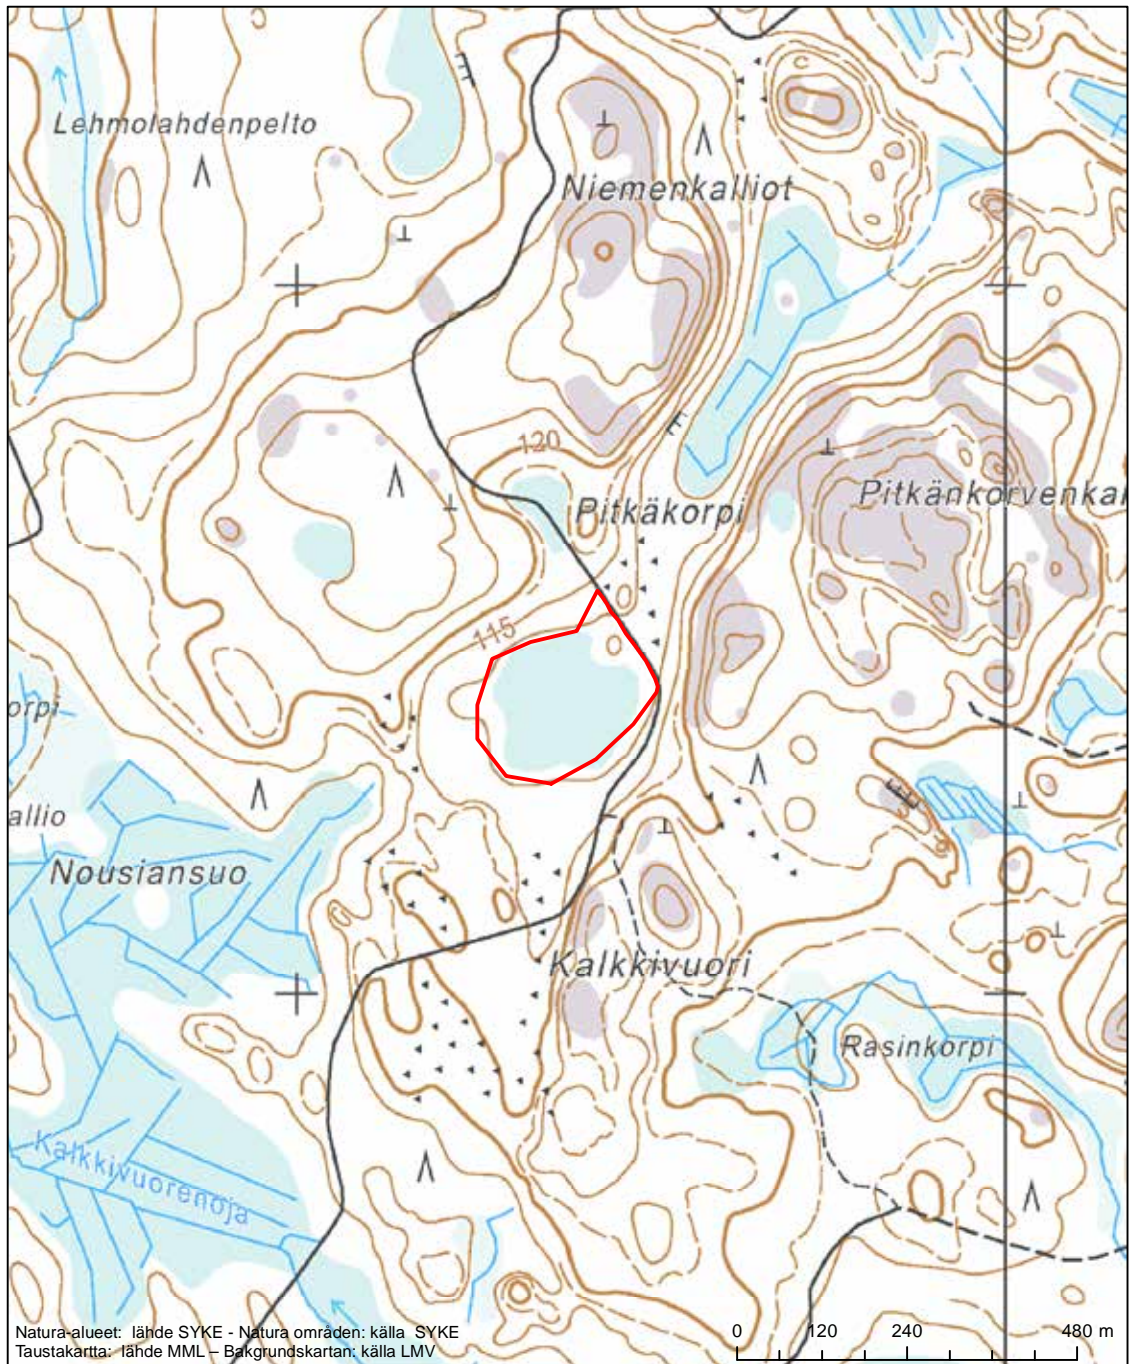 Lehmolahdenpelto
Niemenkalliot
120
Pitkäkorpi
Pitkänkorvenkal
115
orpi
allio
Nousiansuo
Kalkkivuori
Rasinkorpi
Kalkkivuorenoja
Natura-alueet: lähde SYKE - Natura områden: källa SYKE
Taustakartta: lähde MML – Bakgrundskartan: källa LMV
0 120 240 480 m